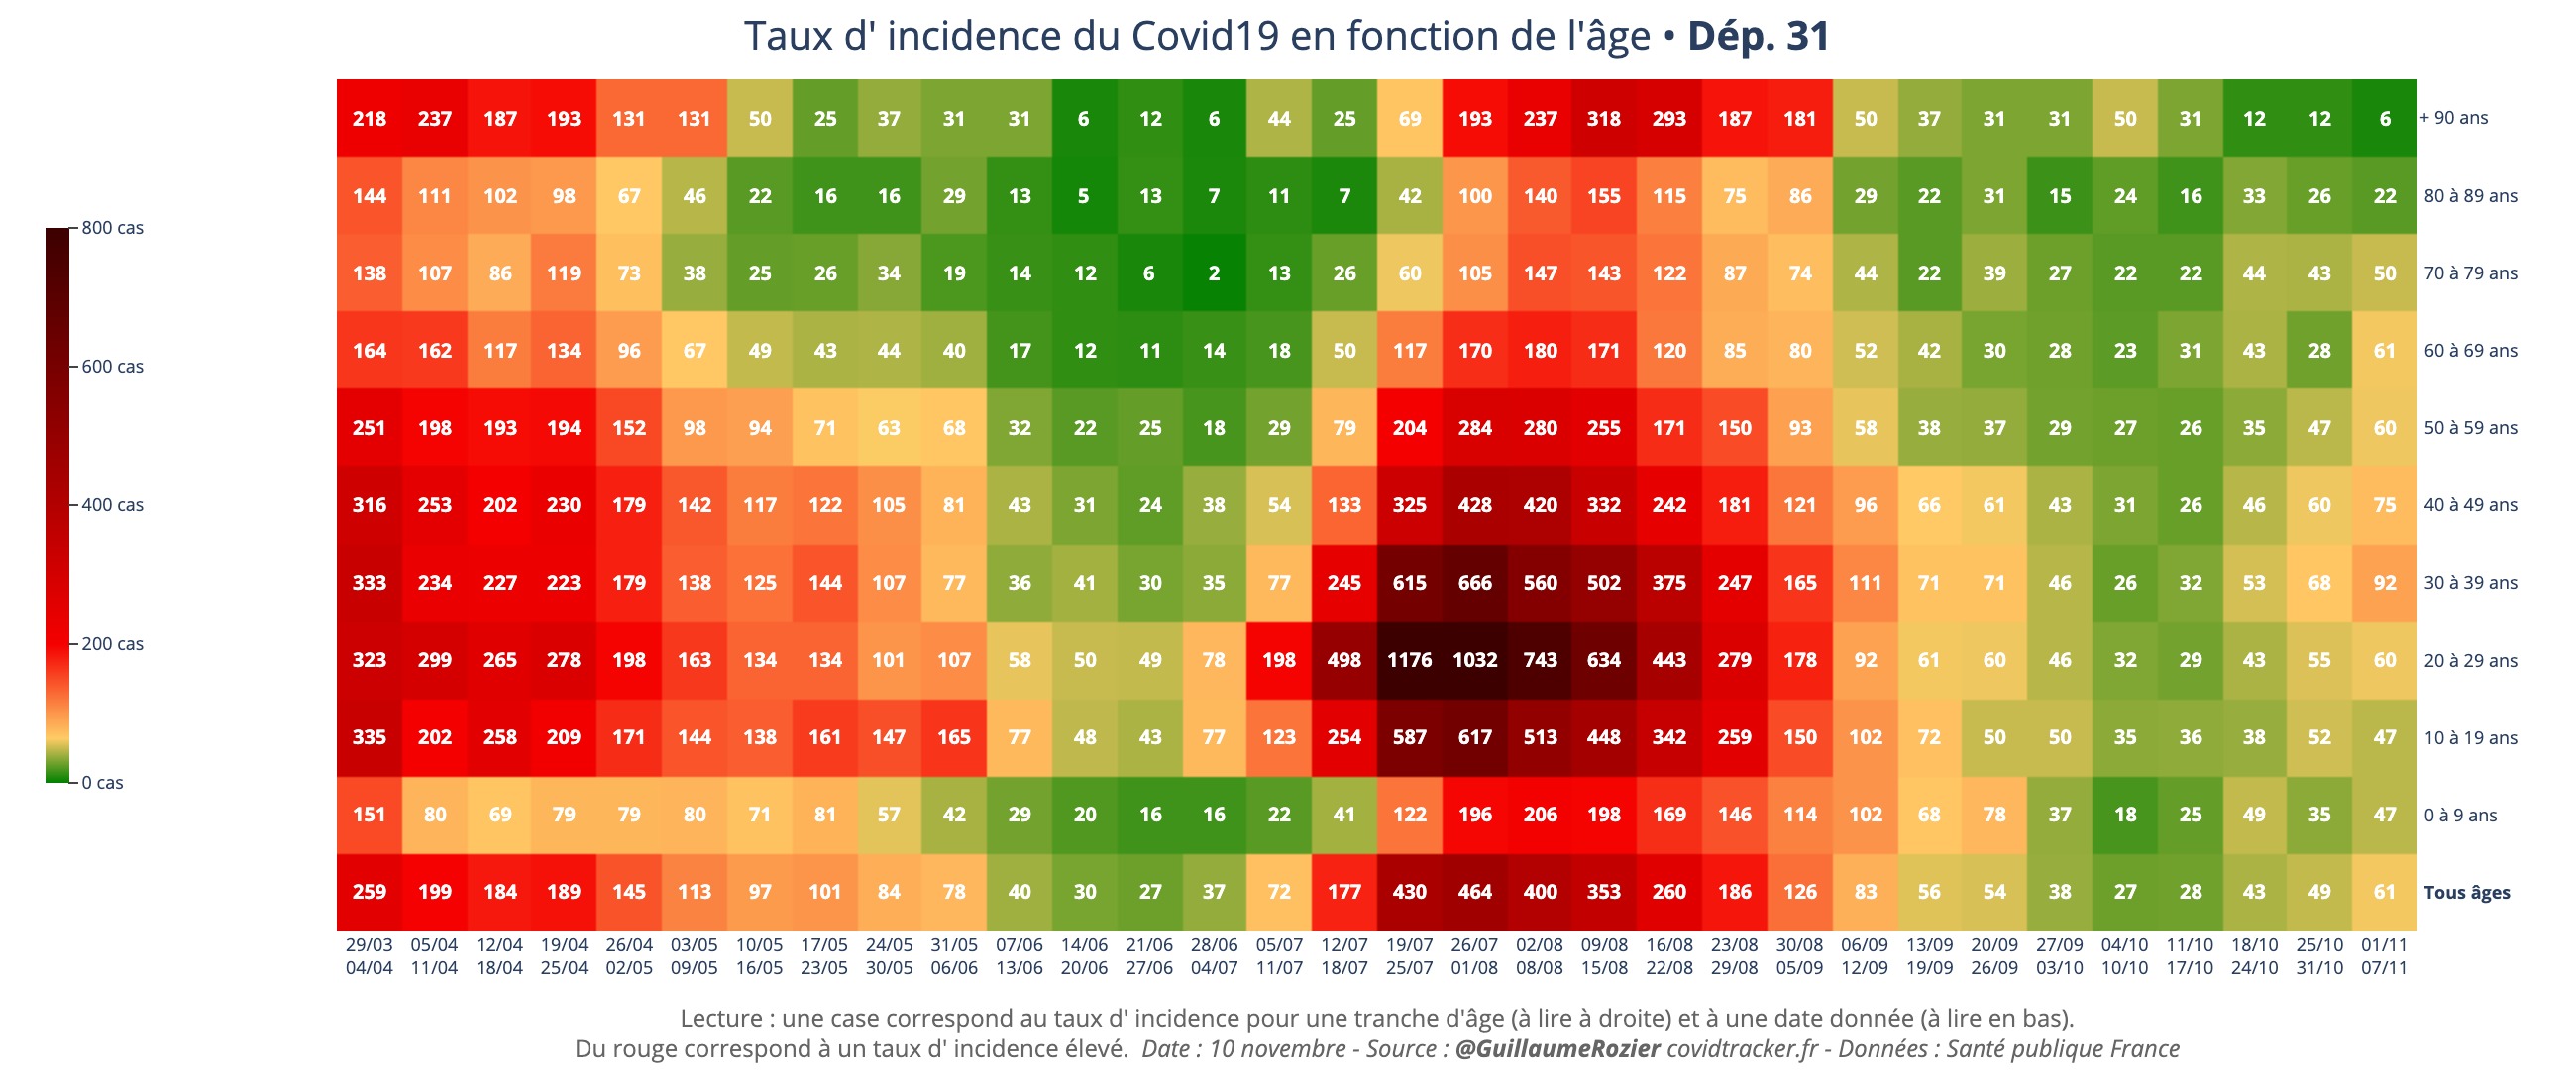 Taux d' incidence du Covid19 en fonction de l'âge • Dép. 31
800 cas
600 cas
400 cas
200 cas
0 cas
218 237 187 193 131 131 50 25 37 31 31 6 12 6 44 25 69 193 237 318 293 187 181 50 37 31 31 50 31 12 12 6 + 90 ans
144 111 102 98 67 46 22 16 16 29 13 5 13 7 11 7 42 100 140 155 115 75 86 29 22 31 15 24 16 33 26 22 80 à 89 ans
138 107 86 119 73 38 25 26 34 19 14 12 6 2 13 26 60 105 147 143 122 87 74 44 22 39 27 22 22 44 43 50 70 à 79 ans
164 162 117 134 96 67 49 43 44 40 17 12 11 14 18 50 117 170 180 171 120 85 80 52 42 30 28 23 31 43 28 61 60 à 69 ans
251 198 193 194 152 98 94 71 63 68 32 22 25 18 29 79 204 284 280 255 171 150 93 58 38 37 29 27 26 35 47 60 50 à 59 ans
316 253 202 230 179 142 117 122 105 81 43 31 24 38 54 133 325 428 420 332 242 181 121 96 66 61 43 31 26 46 60 75 40 à 49 ans
333 234 227 223 179 138 125 144 107 77 36 41 30 35 77 245 615 666 560 502 375 247 165 111 71 71 46 26 32 53 68 92 30 à 39 ans
323 299 265 278 198 163 134 134 101 107 58 50 49 78 198 498 1176 1032 743 634 443 279 178 92 61 60 46 32 29 43 55 60 20 à 29 ans
335 202 258 209 171 144 138 161 147 165 77 48 43 77 123 254 587 617 513 448 342 259 150 102 72 50 50 35 36 38 52 47 10 à 19 ans
151 80 69 79 79 80 71 81 57 42 29 20 16 16 22 41 122 196 206 198 169 146 114 102 68 78 37 18 25 49 35 47 0 à 9 ans
259 199 184 189 145 113 97 101 84 78 40 30 27 37 72 177 430 464 400 353 260 186 126 83 56 54 38 27 28 43 49 61 Tous âges
29/03 05/04 12/04 19/04 26/04 03/05 10/05 17/05 24/05 31/05 07/06 14/06 21/06 28/06 05/07 12/07 19/07 26/07 02/08 09/08 16/08 23/08 30/08 06/09 13/09 20/09 27/09 04/10 11/10 18/10 25/10 01/11
04/04 11/04 18/04 25/04 02/05 09/05 16/05 23/05 30/05 06/06 13/06 20/06 27/06 04/07 11/07 18/07 25/07 01/08 08/08 15/08 22/08 29/08 05/09 12/09 19/09 26/09 03/10 10/10 17/10 24/10 31/10 07/11
Lecture : une case correspond au taux d' incidence pour une tranche d'âge (à lire à droite) et à une date donnée (à lire en bas).
Du rouge correspond à un taux d' incidence élevé. Date : 10 novembre - Source : @GuillaumeRozier covidtracker.fr - Données : Santé publique France